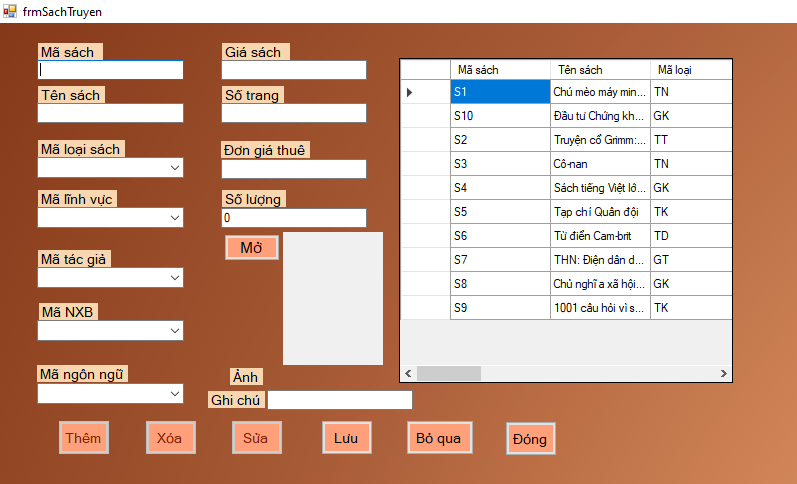 frmSachTruyen
Mã sách
Giá sách
Tên sách
Số trang
Mã loại sách
Đơn giá thuê
Mã lĩnh vực
Số lượng
0
Mở
Mã tác giả
Mã NXB
Mã ngôn ngữ
Ảnh
Ghi chú
Mã sách Tên sách Mã loại
S1 Chú mèo máy min... TN
S10 Đầu tư Chứng kh... GK
S2 Truyện cổ Grimm:... TT
S3 Cô-nan TN
S4 Sách tiếng Việt lớ... GK
S5 Tạp chí Quân đội TK
S6 Từ điển Cam-brit TD
S7 THN: Điện dân d... GT
S8 Chủ nghĩa xã hội... GK
S9 1001 câu hỏi vì s... TK
Thêm Xóa Sửa Lưu Bỏ qua Đóng